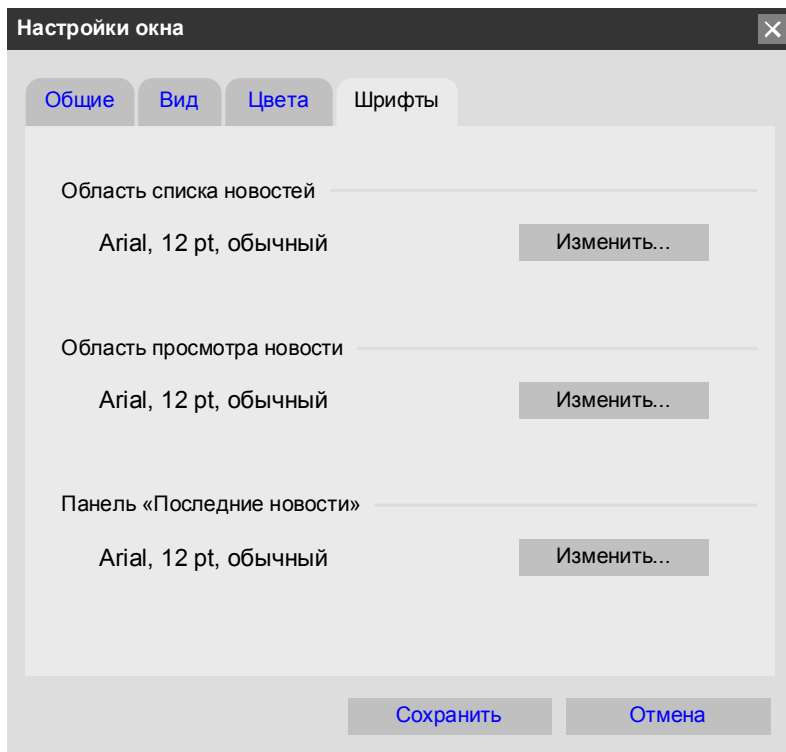 Настройки окна
Общие Вид Цвета Шрифты
Область списка новостей
Arial, 12 pt, обычный Изменить...
Область просмотра новости
Arial, 12 pt, обычный Изменить...
Панель «Последние новости»
Arial, 12 pt, обычный Изменить...
Сохранить Отмена